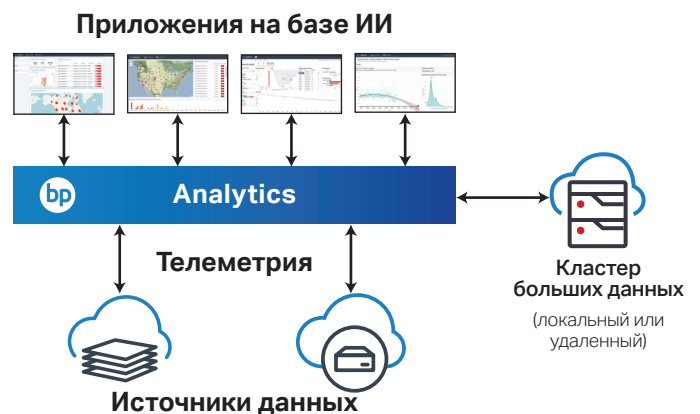 Приложения на базе ИИ
bp
Analytics
Телеметрия
Кластер
больших данных
(локальный или
удаленный)
Источники данных